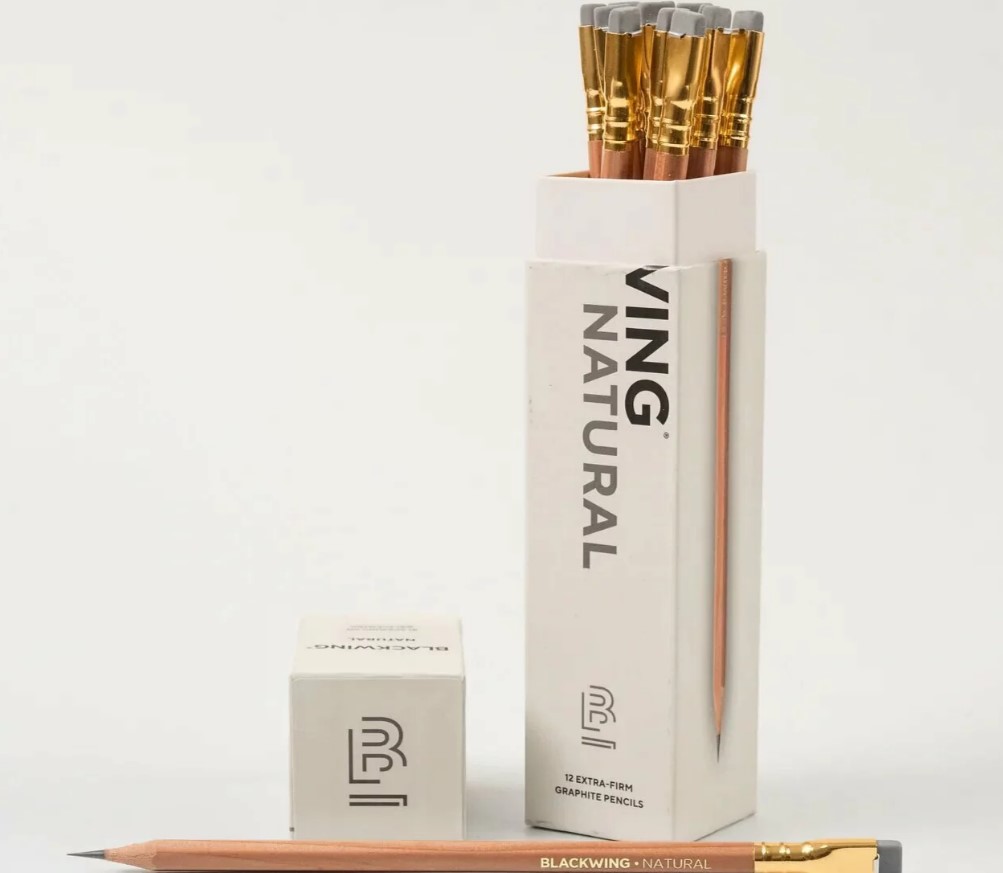 WING®
NATURAL
12 EXTRA-FIRM
GRAPHITE PENCILS
NATURAL
BLACKWING®
BLACKWING • NATURAL